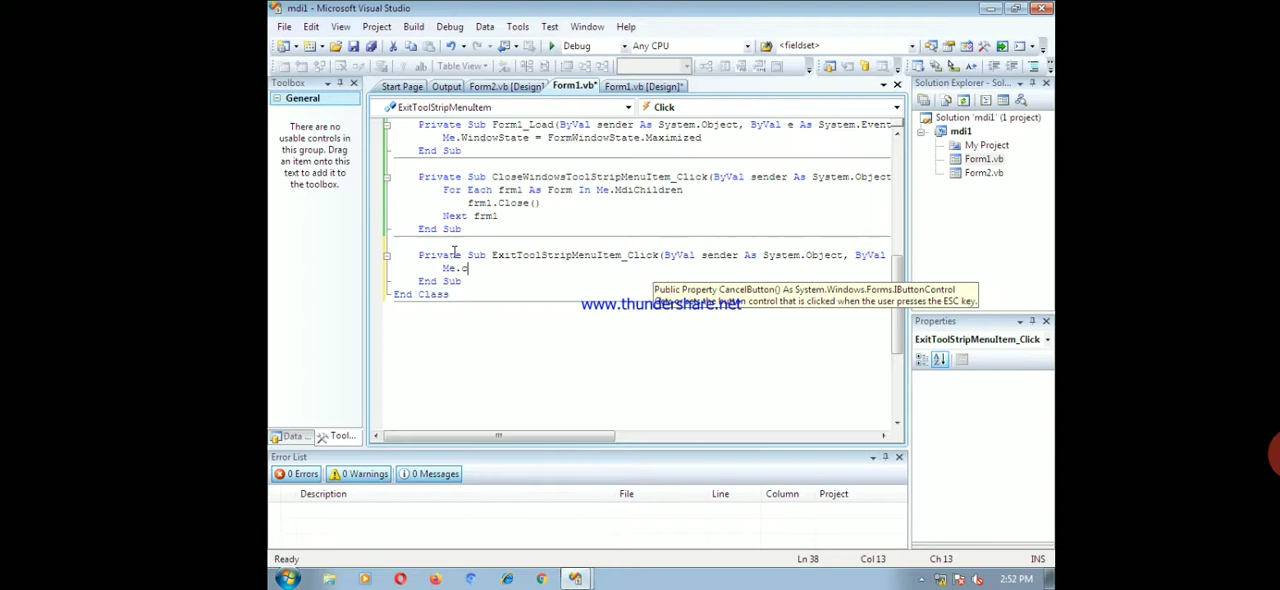 mdi1 - Microsoft Visual Studio
File Edit View Project Build Debug Data Tools Test Window Help
Debug Any CPU <fieldset>
Table View
Toolbox
General
There are
no usable
controls in
this group. Drag
an item onto this
text to add it to
the toolbox.
Data ... Tool...
Start Page Output Form2.vb [Design] Form1.vb* Form1.vb [Design]*
ExitToolStripMenuItem Click
Private Sub Form1_Load(ByVal sender As System.Object, ByVal e As System.Event
Me.WindowState = FormWindowState.Maximized
End Sub
Private Sub CloseWindowsToolStripMenuItem_Click(ByVal sender As System.Object
For Each frm1 As Form In Me.MdiChildren
frm1.Close()
Next frm1
End Sub
Private Sub ExitToolStripMenuItem_Click(ByVal sender As System.Object, ByVal
Me.c
End Sub
End Class
Public Property CancelButton() As System.Windows.Forms.IButtonControl
button control that is clicked when the user presses the ESC key.
www.thundershare.net
Solution Explorer - Sol...
Solution 'mdi1' (1 project)
mdi1
My Project
Form1.vb
Form2.vb
Properties
ExitToolStripMenuItem_Click
Error List
0 Errors 0 Warnings 0 Messages
Description File Line Column Project
Ready Ln 38 Col 13 Ch 13 INS
2:52 PM